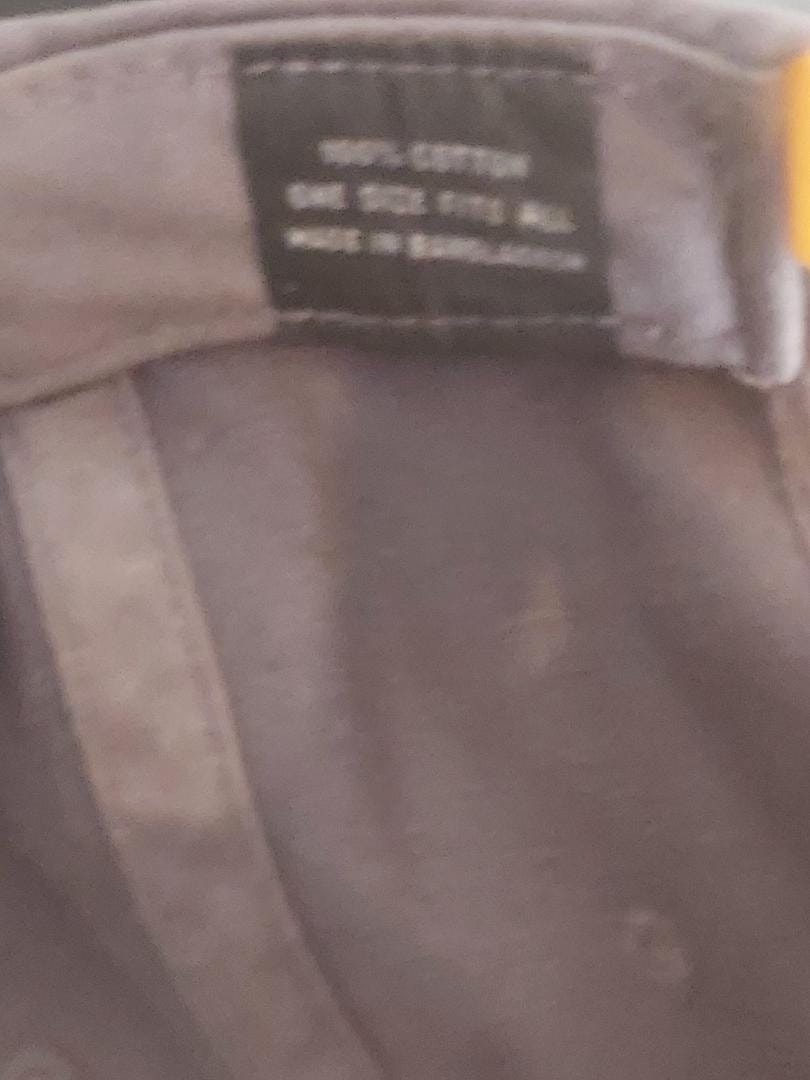 100% COTTON
ONE SIZE FITS ALL
MADE IN BANGLADESH